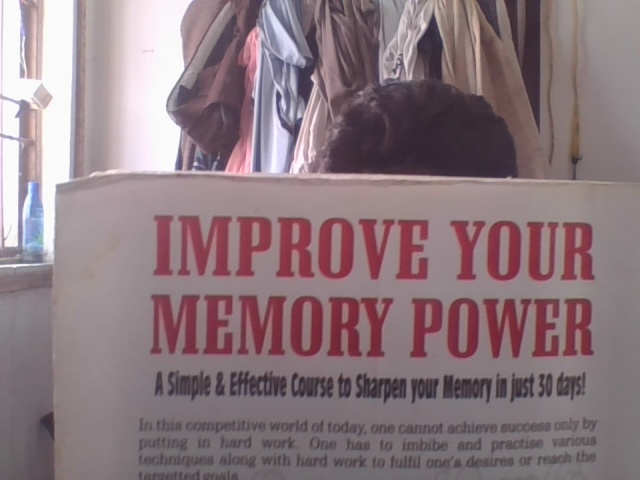 IMPROVE YOUR
MEMORY POWER
A Simple & Effective Course to Sharpen your Memory in just 30 days!
In this competitive world of today, one cannot achieve success only by
putting in hard work. One has to imbibe and practise various
techniques along with hard work to fulfil one's desires or reach the
targetted goals.